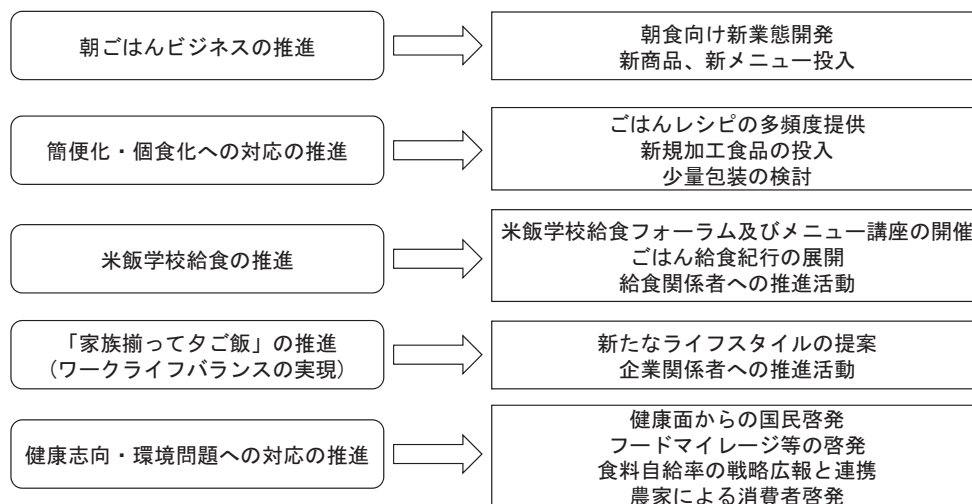 朝ごはんビジネスの推進
朝食向け新業態開発
新商品、新メニュー投入
簡便化・個食化への対応の推進
ごはんレシピの多頻度提供
新規加工食品の投入
少量包装の検討
米飯学校給食の推進
米飯学校給食フォーラム及びメニュー講座の開催
ごはん給食紀行の展開
給食関係者への推進活動
「家族揃って夕ご飯」の推進
(ワークライフバランスの実現)
新たなライフスタイルの提案
企業関係者への推進活動
健康志向・環境問題への対応の推進
健康面からの国民啓発
フードマイレージ等の啓発
食料自給率の戦略広報と連携
農家による消費者啓発